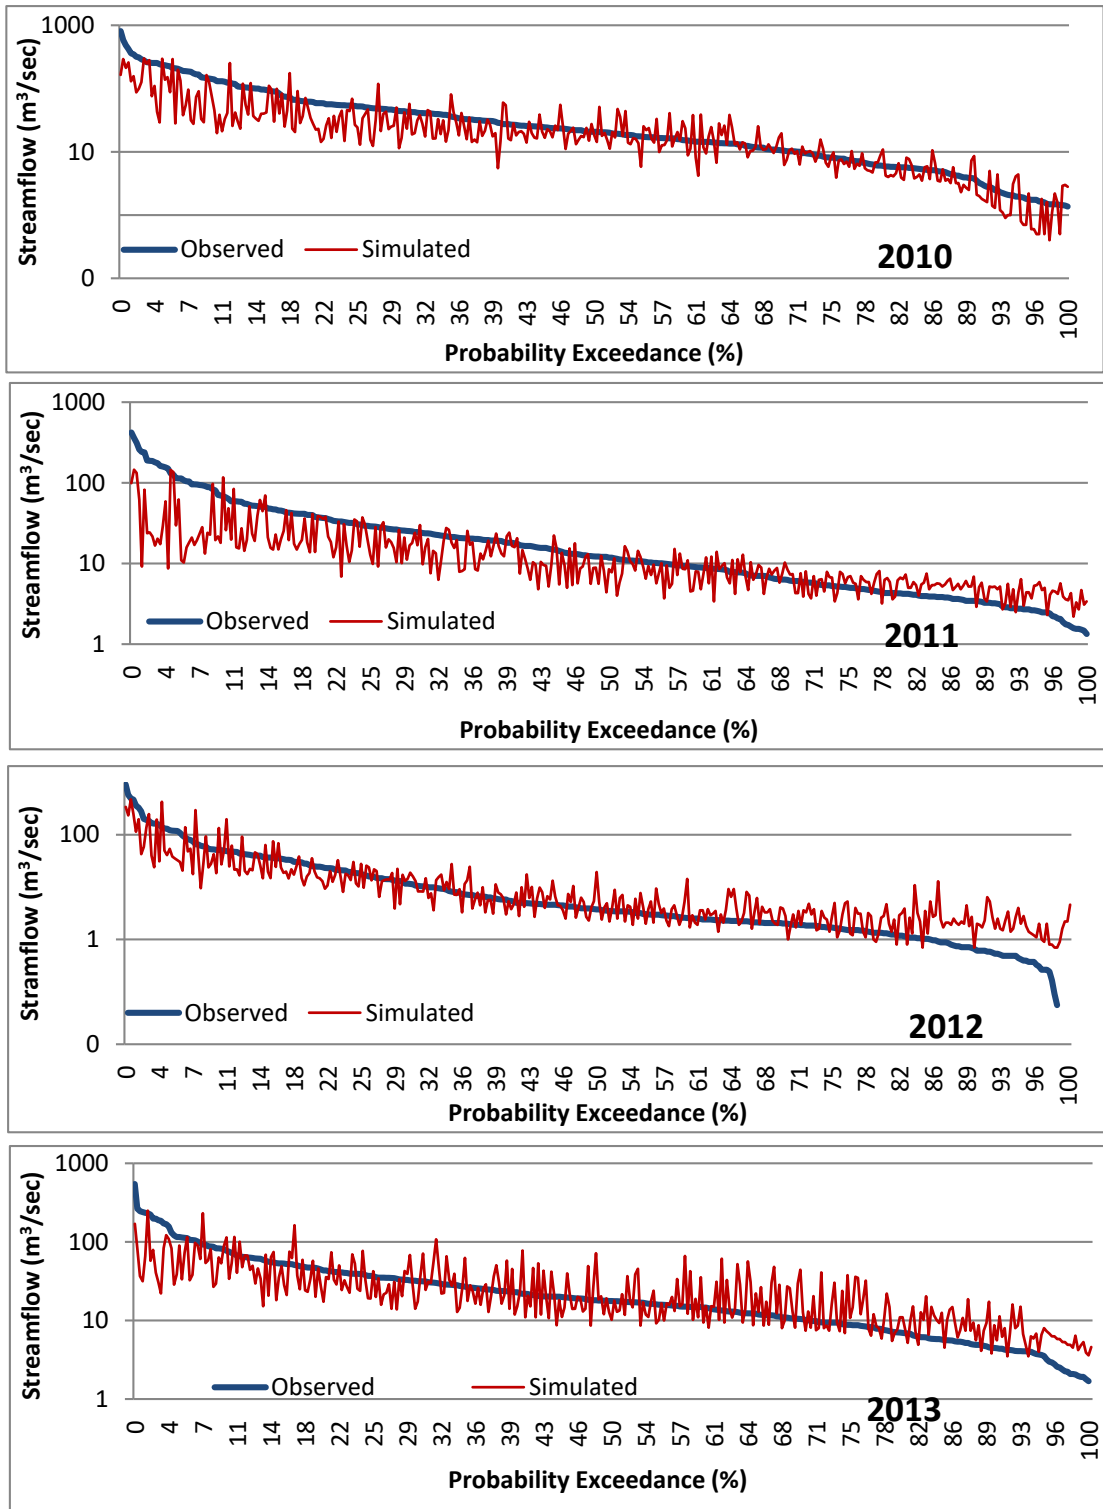 1000
10
0
Streamflow (m³/sec)
Observed Simulated
2010
0 4 7 11 14 18 22 25 29 32 36 39 43 46 50 54 57 61 64 68 71 75 78 82 86 89 93 96 100
Probability Exceedance (%)
1000
100
10
1
Streamflow (m³/sec)
Observed Simulated
2011
0 4 7 11 14 18 22 25 29 32 36 39 43 46 50 54 57 61 64 68 71 75 78 82 86 89 93 96 100
Probability Exceedance (%)
100
1
0
Stramflow (m³/sec)
Observed Simulated
2012
0 4 7 11 14 18 22 25 29 32 36 39 43 46 50 54 57 61 64 68 71 75 78 82 86 89 93 96 100
Probability Exceedance (%)
1000
100
10
1
Streamflow (m³/sec)
Observed Simulated
2013
0 4 7 11 14 18 22 25 29 32 36 39 43 46 50 54 57 61 64 68 71 75 78 82 86 89 93 96 100
Probability Exceedance (%)